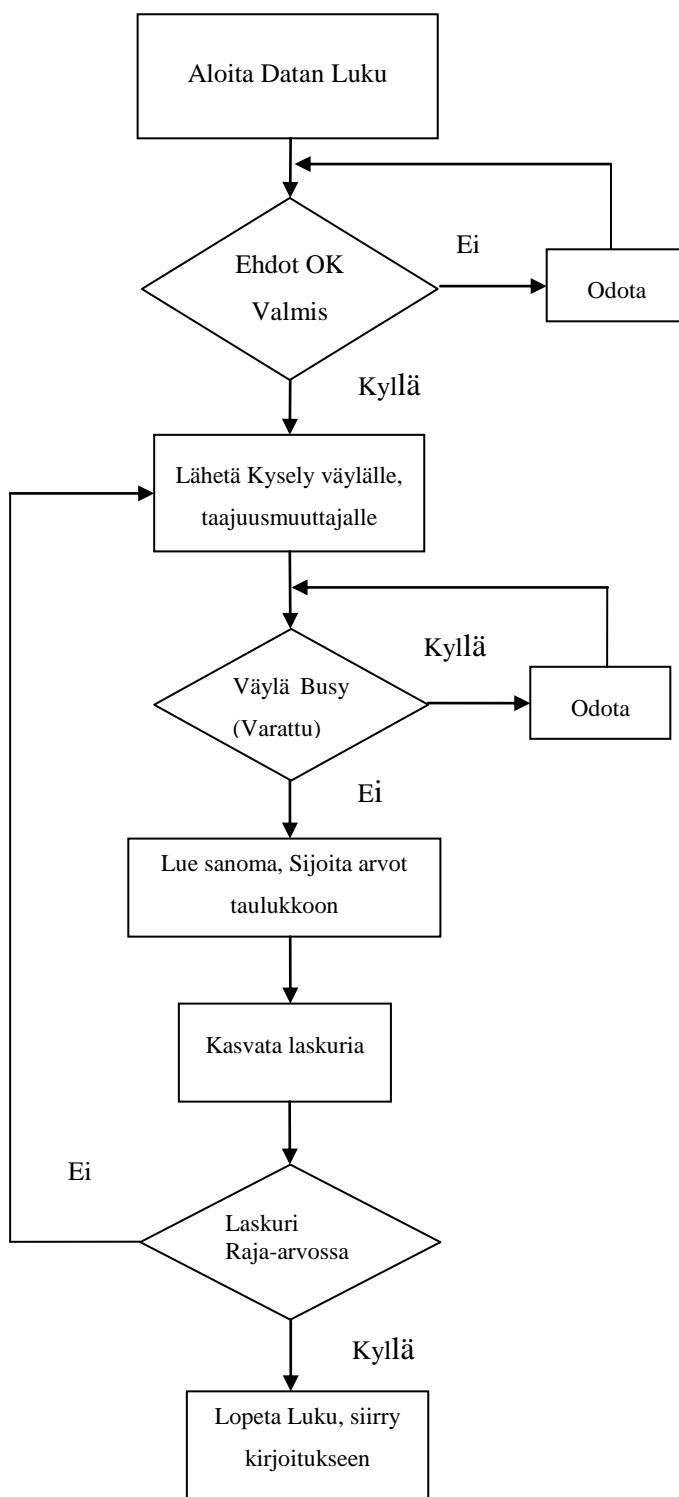 Aloita Datan Luku
Ei
Ehdot OK
Valmis
Odota
Kyllä
Lähetä Kysely väylälle,
taajuusmuuttajalle
Kyllä
Väylä Busy
(Varattu)
Odota
Ei
Lue sanoma, Sijoita arvot
taulukkoon
Kasvata laskuria
Ei
Laskuri
Raja-arvossa
Kyllä
Lopeta Luku, siirry
kirjoitukseen